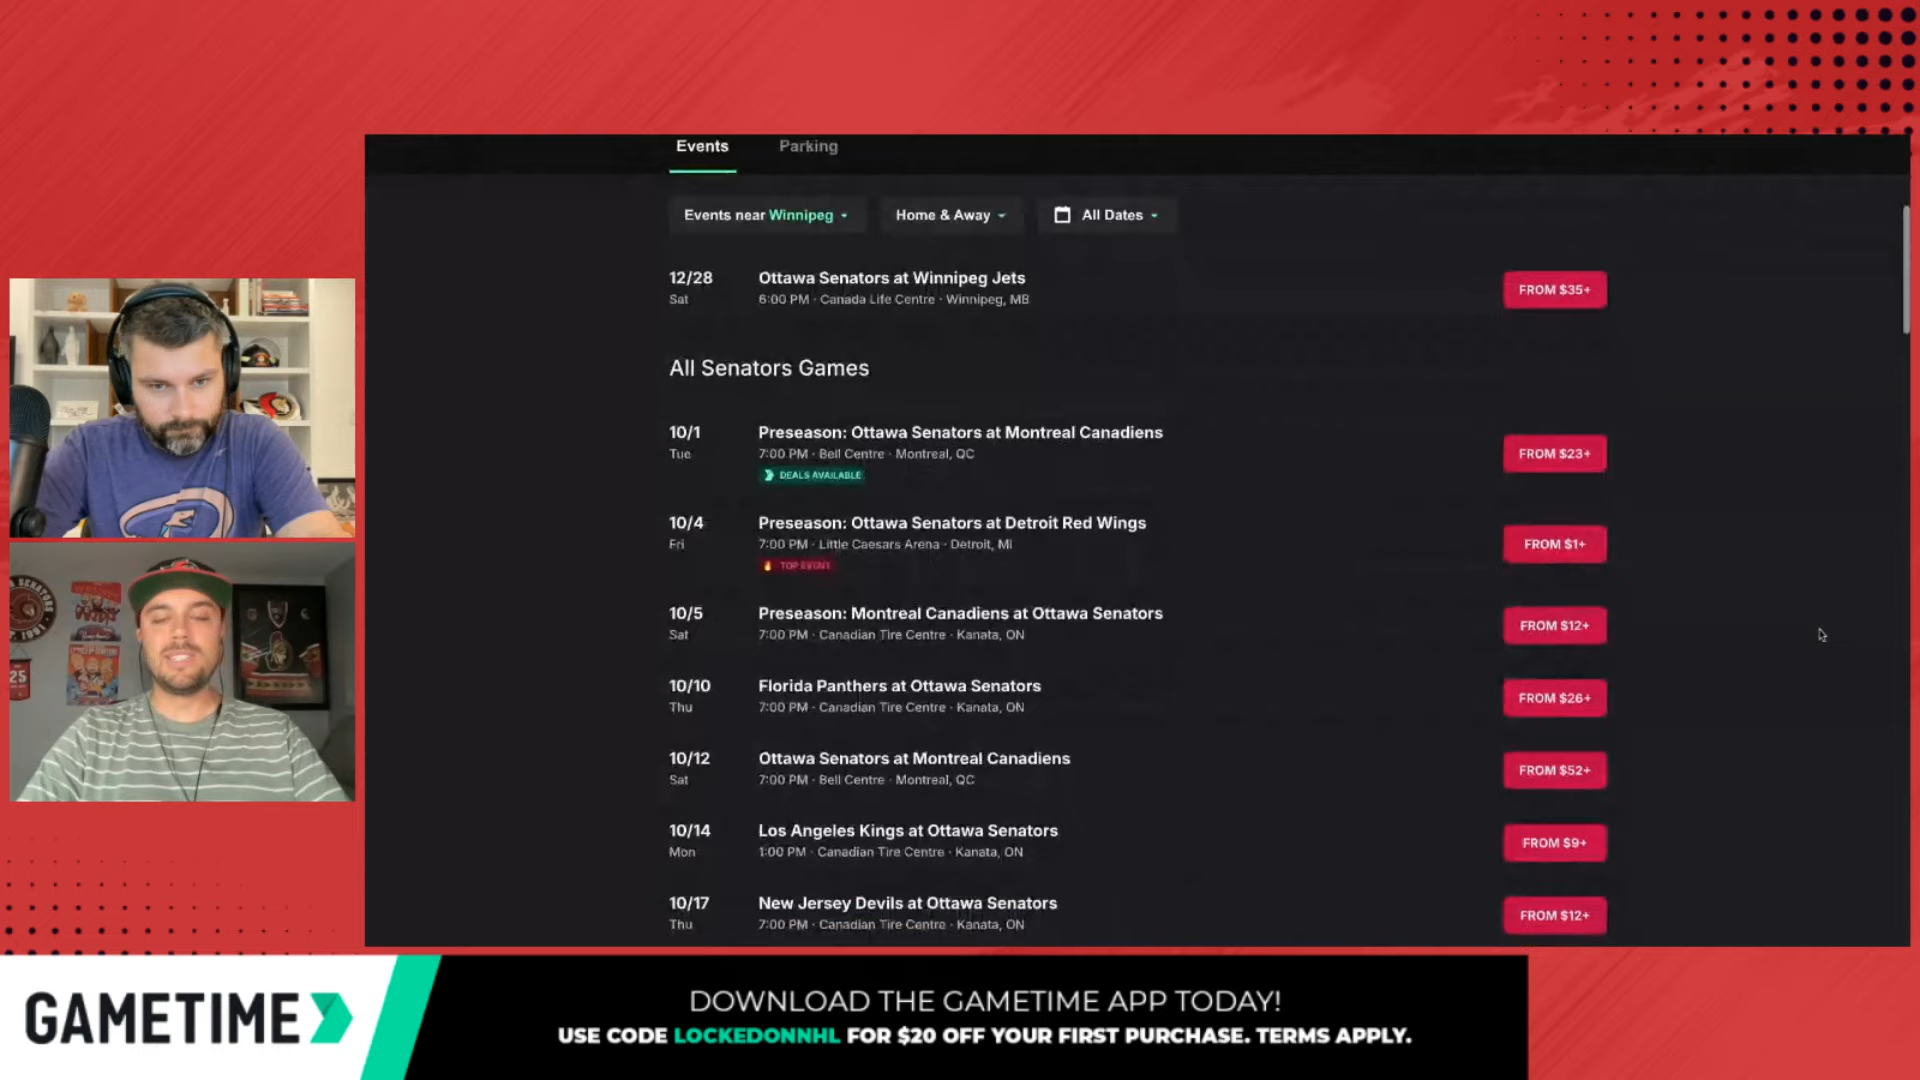 Events
Parking
Events near Winnipeg
Home & Away
All Dates
12/28
Sat
Ottawa Senators at Winnipeg Jets
6:00 PM · Canada Life Centre · Winnipeg, MB
FROM $35+
All Senators Games
10/1
Tue
Preseason: Ottawa Senators at Montreal Canadiens
7:00 PM · Bell Centre · Montreal, QC
DEALS AVAILABLE
FROM $23+
10/4
Fri
Preseason: Ottawa Senators at Detroit Red Wings
7:00 PM · Little Caesars Arena · Detroit, MI
TOP EVENT
FROM $1+
10/5
Sat
Preseason: Montreal Canadiens at Ottawa Senators
7:00 PM · Canadian Tire Centre · Kanata, ON
FROM $12+
10/10
Thu
Florida Panthers at Ottawa Senators
7:00 PM · Canadian Tire Centre · Kanata, ON
FROM $26+
10/12
Sat
Ottawa Senators at Montreal Canadiens
7:00 PM · Bell Centre · Montreal, QC
FROM $52+
10/14
Mon
Los Angeles Kings at Ottawa Senators
1:00 PM · Canadian Tire Centre · Kanata, ON
FROM $9+
10/17
Thu
New Jersey Devils at Ottawa Senators
7:00 PM · Canadian Tire Centre · Kanata, ON
FROM $12+
SENATORS
25
GAMETIME
DOWNLOAD THE GAMETIME APP TODAY!
USE CODE LOCKEDONNHL FOR $20 OFF YOUR FIRST PURCHASE. TERMS APPLY.